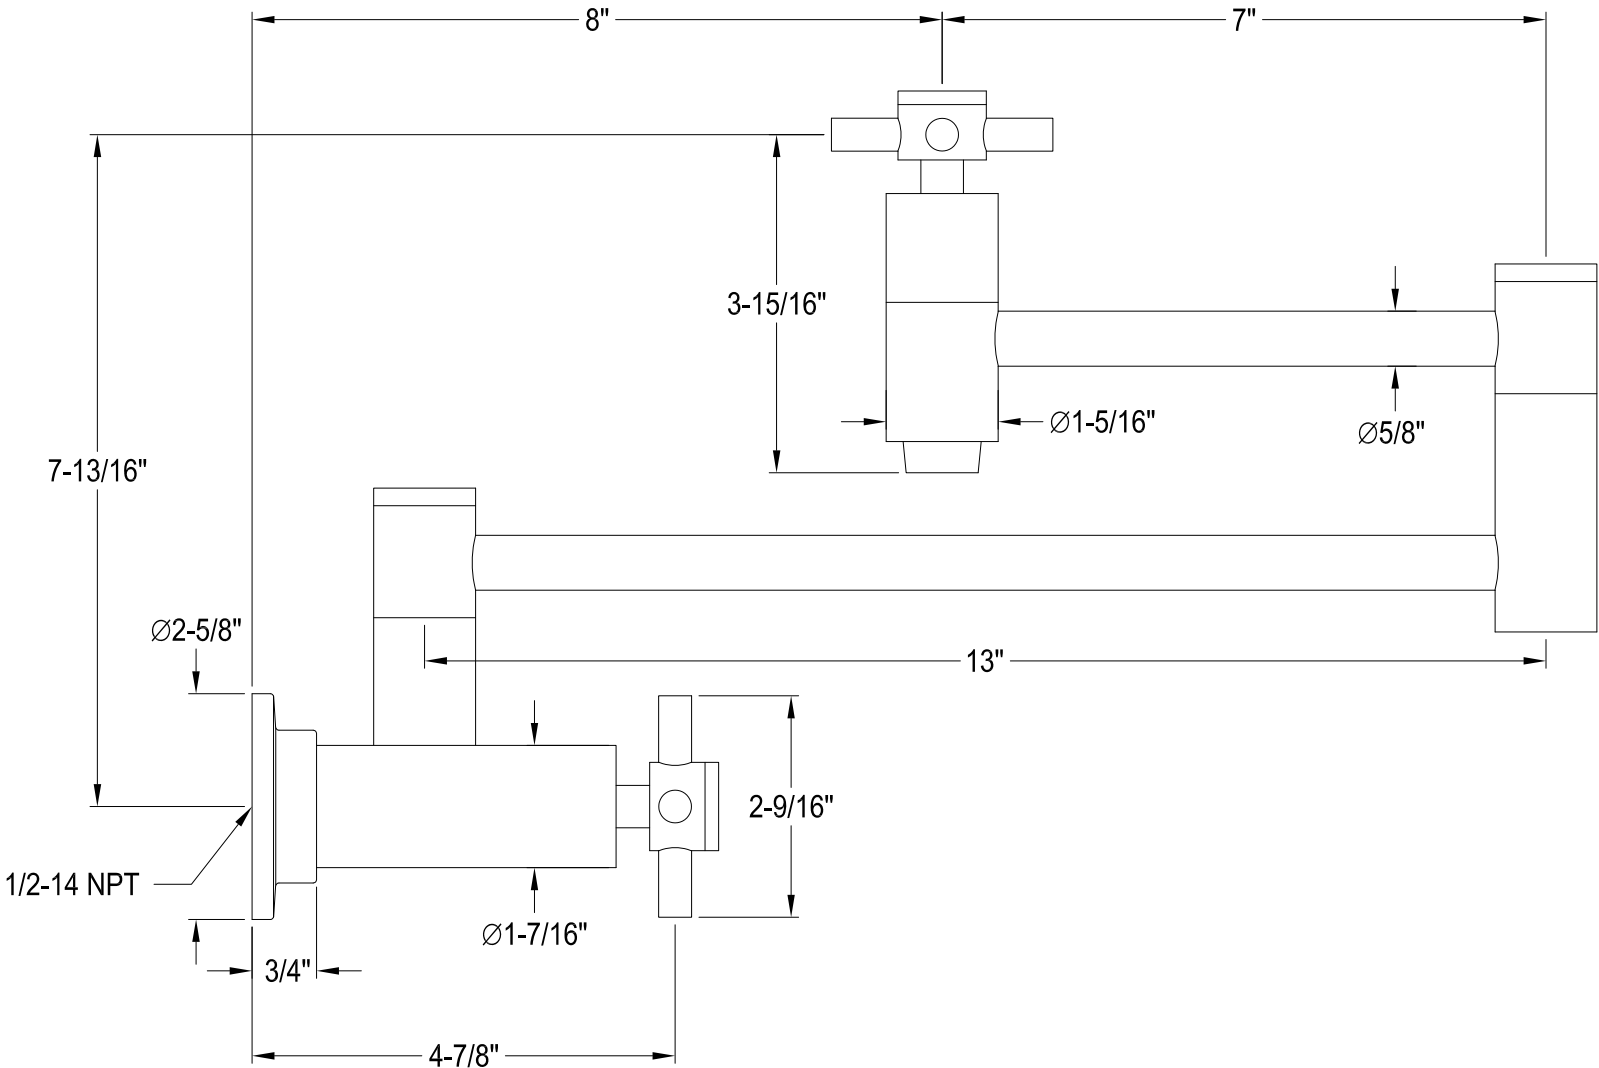 8"
7"
3-15/16"
Ø1-5/16"
Ø5/8"
7-13/16"
Ø2-5/8"
13"
2-9/16"
1/2-14 NPT
Ø1-7/16"
3/4"
4-7/8"